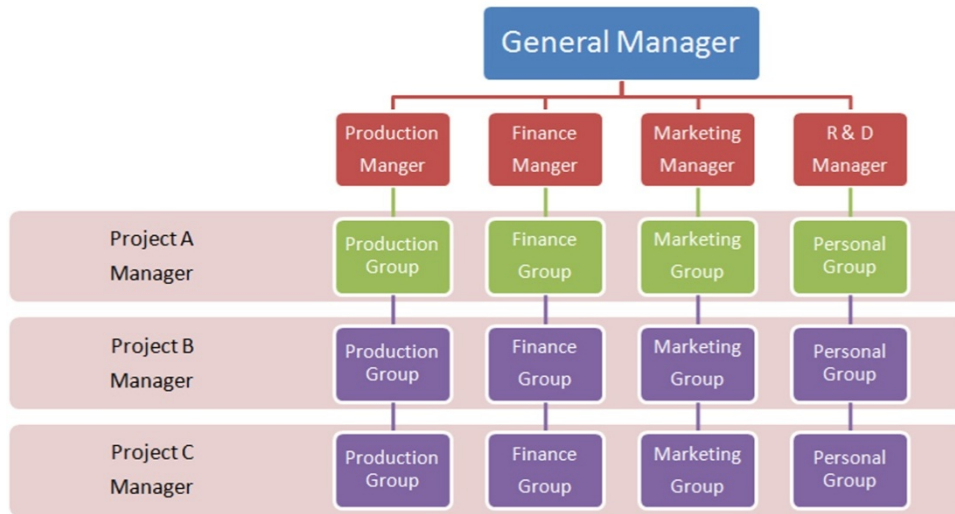 General Manager
Production
Manger
Finance
Manger
Marketing
Manager
R & D
Manager
Project A
Manager
Production
Group
Finance
Group
Marketing
Group
Personal
Group
Project B
Manager
Production
Group
Finance
Group
Marketing
Group
Personal
Group
Project C
Manager
Production
Group
Finance
Group
Marketing
Group
Personal
Group